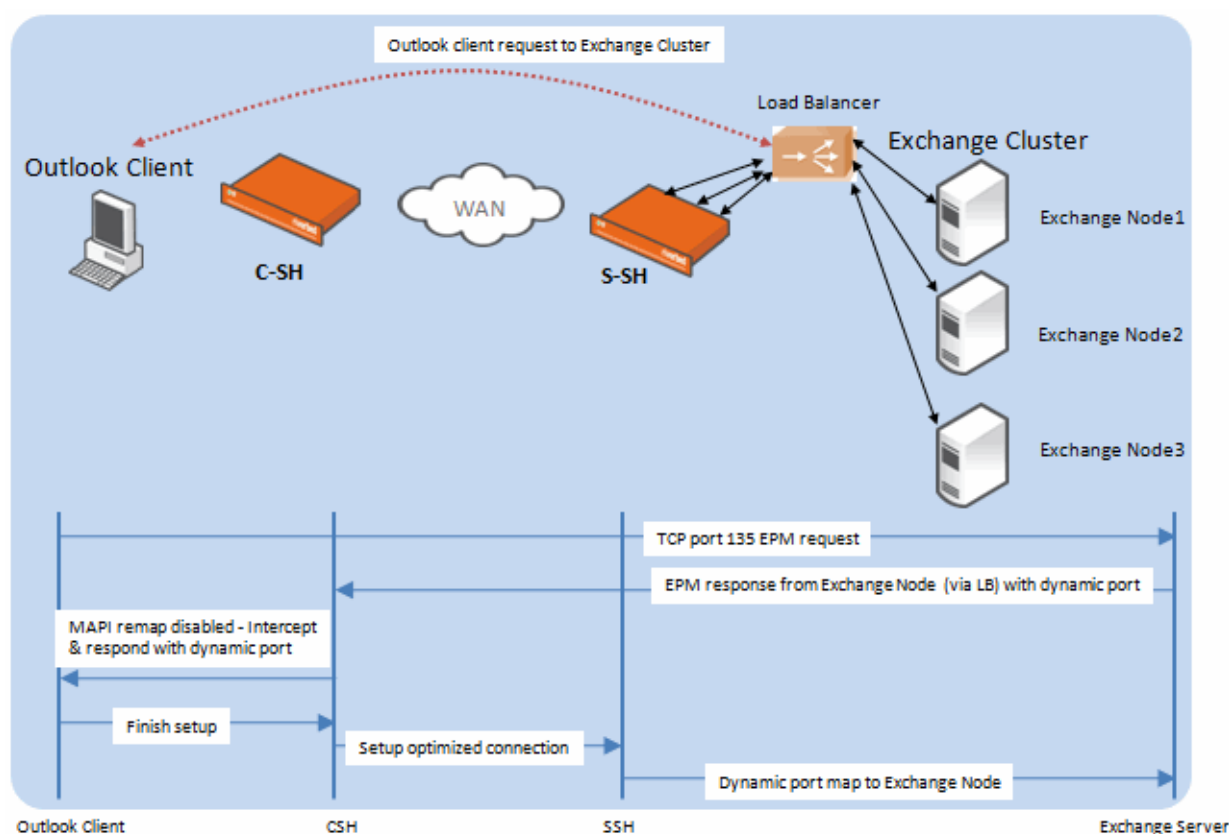 Outlook client request to Exchange Cluster
Load Balancer
Exchange Cluster
Outlook Client
WAN
C-SH
S-SH
Exchange Node1
Exchange Node2
Exchange Node3
TCP port 135 EPM request
EPM response from Exchange Node (via LB) with dynamic port
MAPI remap disabled - Intercept
& respond with dynamic port
Finish setup
Setup optimized connection
Dynamic port map to Exchange Node
Outlook Client
CSH
SSH
Exchange Server